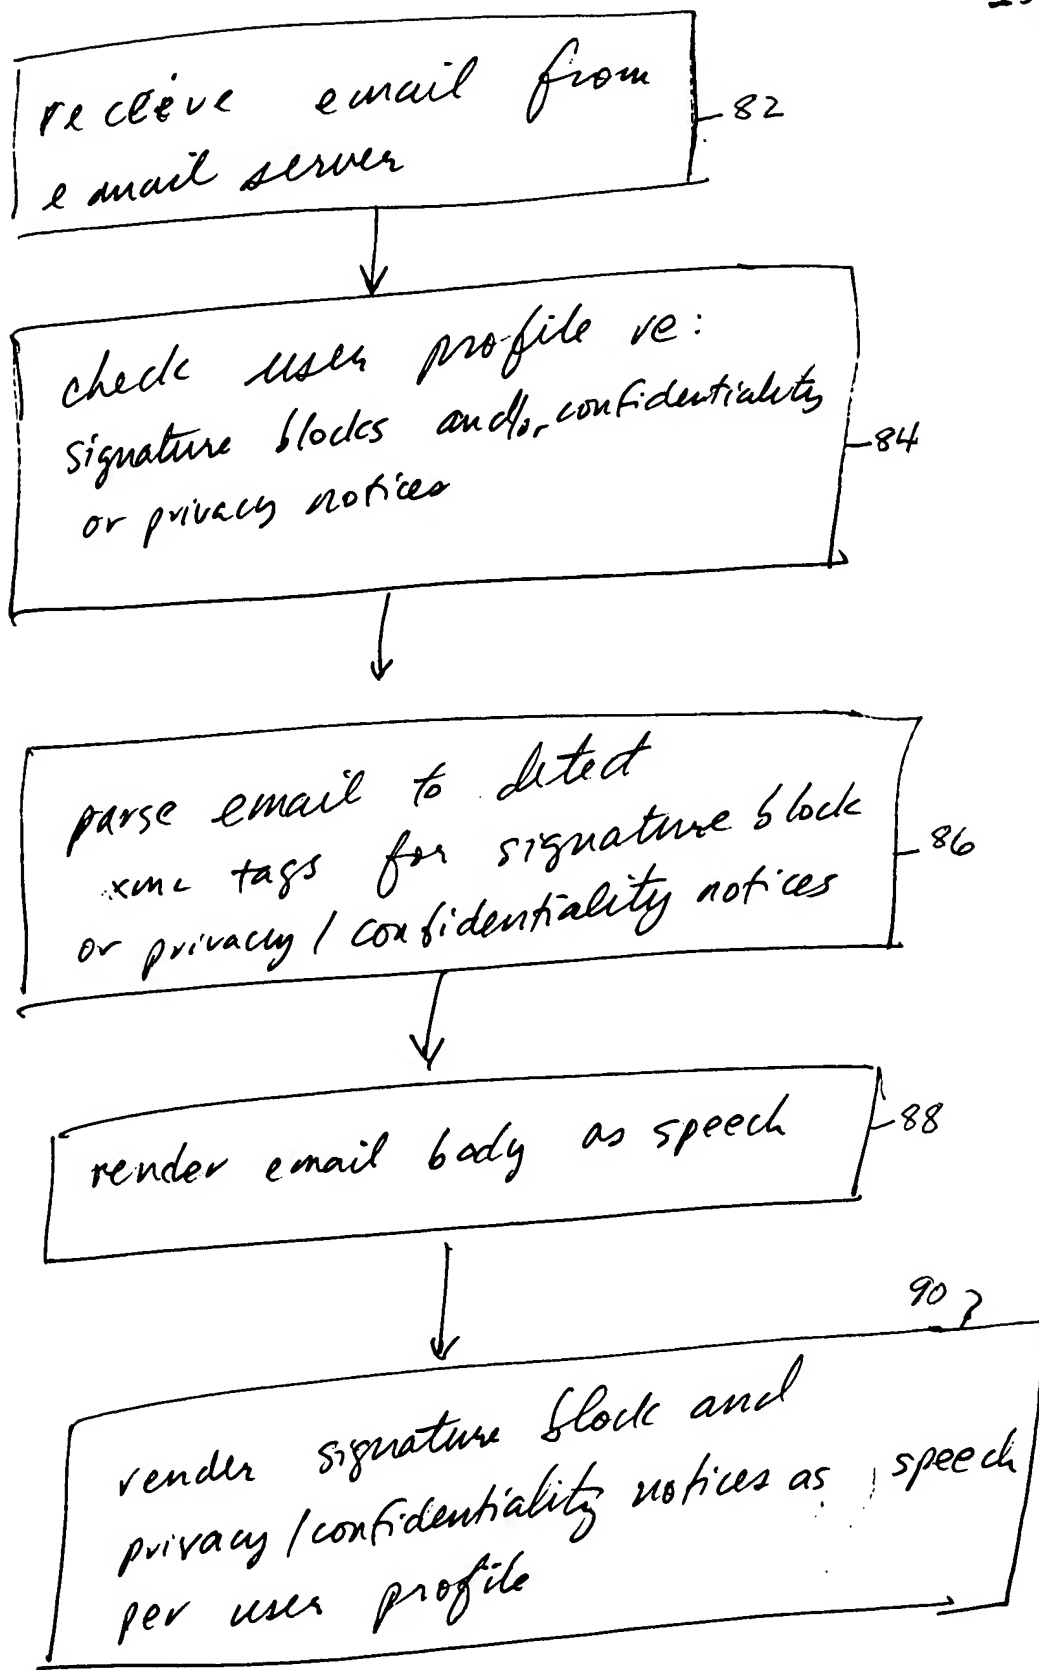 receive email from
email server
82
check user profile re:
signature blocks and/or confidentiality
or privacy notices
84
parse email to detect
xml tags for signature block
or privacy / confidentiality notices
86
render email body as speech
88
90
render signature block and
privacy / confidentiality notices as speech
per user profile